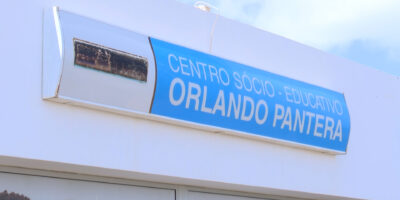 CENTRO SÓCIO - EDUCATIVO
ORLANDO PANTERA